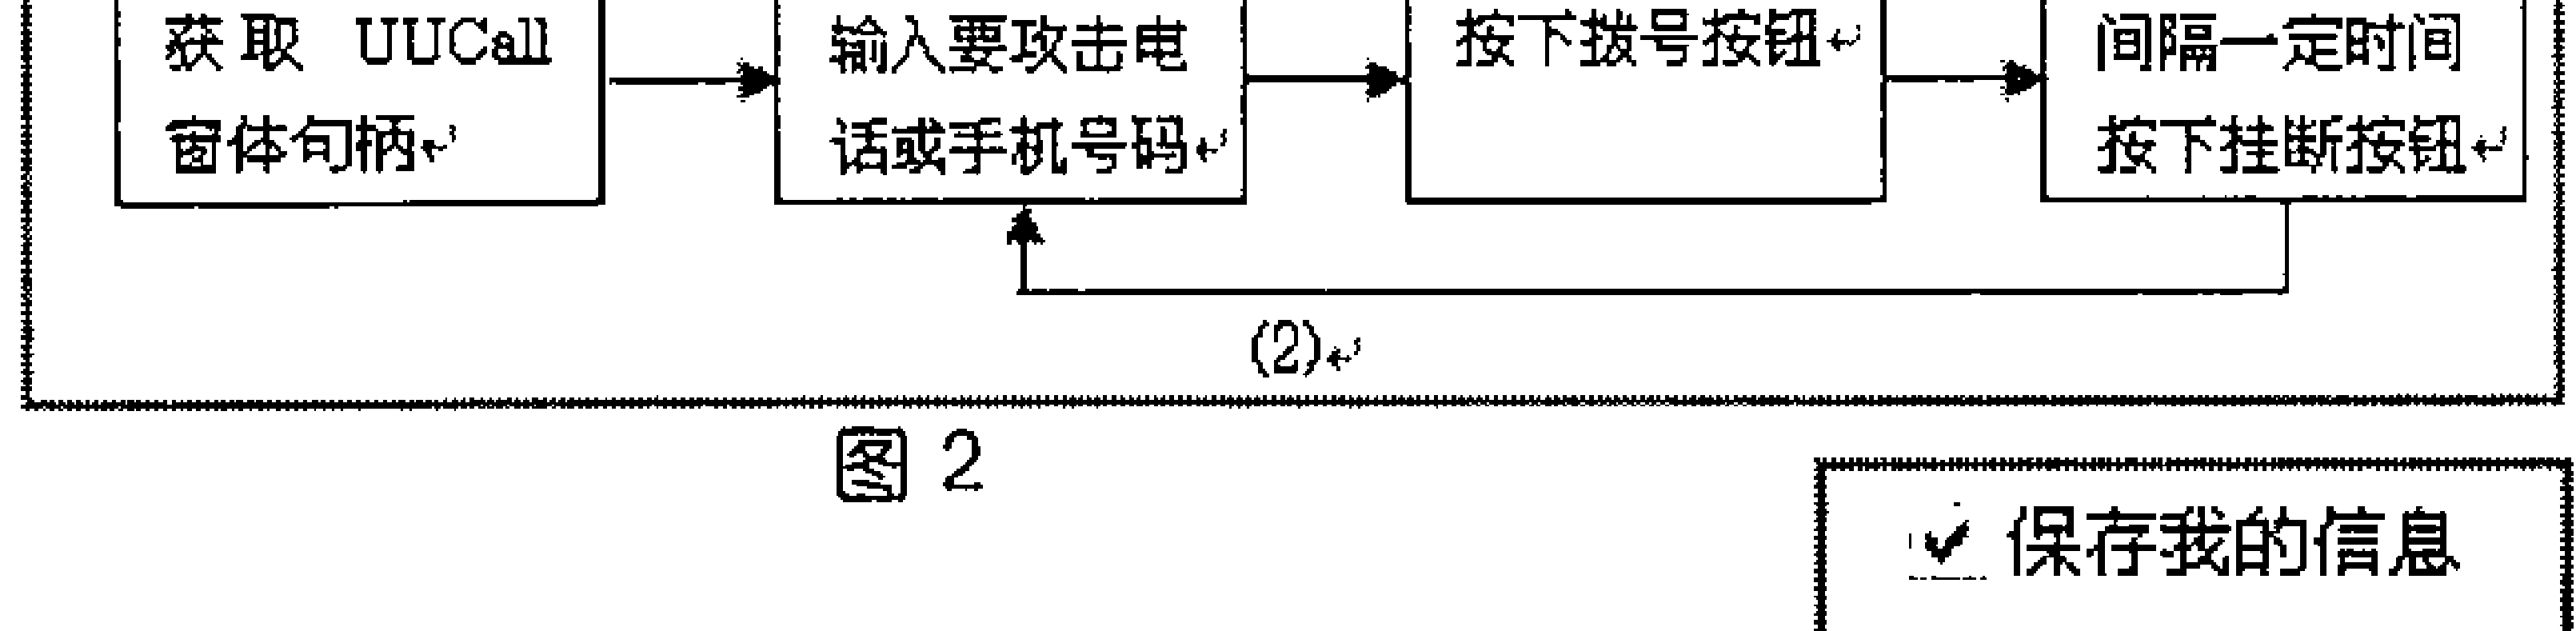 获取 UUCall
窗体句柄
输入要攻击电
话或手机号码
按下拨号按钮
间隔一定时间
按下挂断按钮
(2)
图 2
保存我的信息